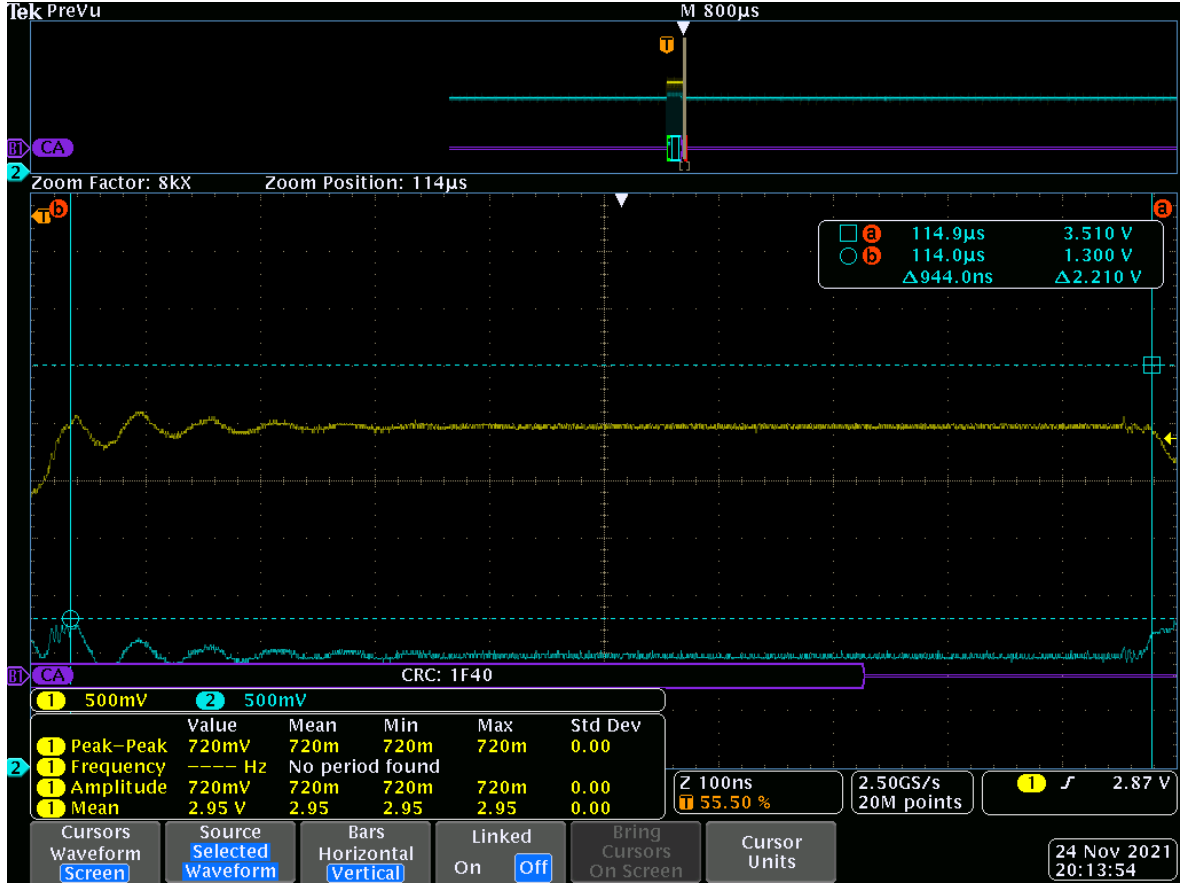 Tek PreVu M 800µs
T
B1 CA
2
Zoom Factor: 8kX Zoom Position: 114µs
T b a
a 114.9µs 3.510 V
b 114.0µs 1.300 V
Δ944.0ns Δ2.210 V
B1 CA CRC: 1F40
1 500mV 2 500mV
Value Mean Min Max Std Dev
1 Peak−Peak 720mV 720m 720m 720m 0.00
2
1 Frequency −−−− Hz No period found
1 Amplitude 720mV 720m 720m 720m 0.00
1 Mean 2.95 V 2.95 2.95 2.95 0.00
Z 100ns
T 55.50 %
2.50GS/s
20M points
1 2.87 V
Cursors
Waveform
Screen
Source
Selected
Waveform
Bars
Horizontal
Vertical
Linked
On Off
Bring
Cursors
On Screen
Cursor
Units
24 Nov 2021
20:13:54